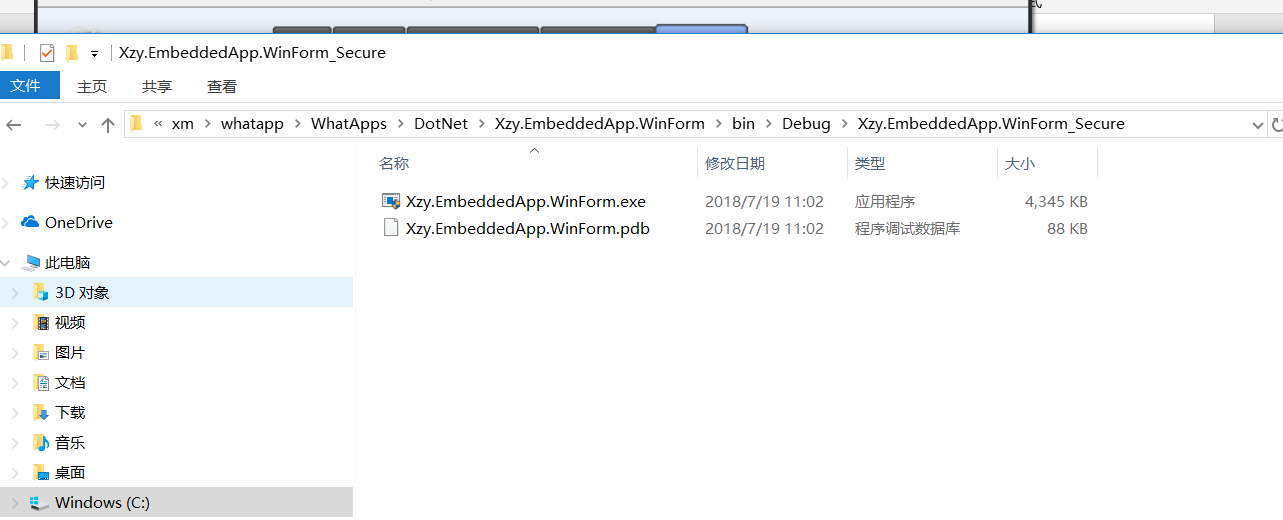 式
Xzy.EmbeddedApp.WinForm_Secure
文件 主页 共享 查看
« xm › whatapp › WhatApps › DotNet › Xzy.EmbeddedApp.WinForm › bin › Debug › Xzy.EmbeddedApp.WinForm_Secure
名称 修改日期 类型 大小
Xzy.EmbeddedApp.WinForm.exe 2018/7/19 11:02 应用程序 4,345 KB
Xzy.EmbeddedApp.WinForm.pdb 2018/7/19 11:02 程序调试数据库 88 KB
快速访问
OneDrive
此电脑
3D 对象
视频
图片
文档
下载
音乐
桌面
Windows (C:)